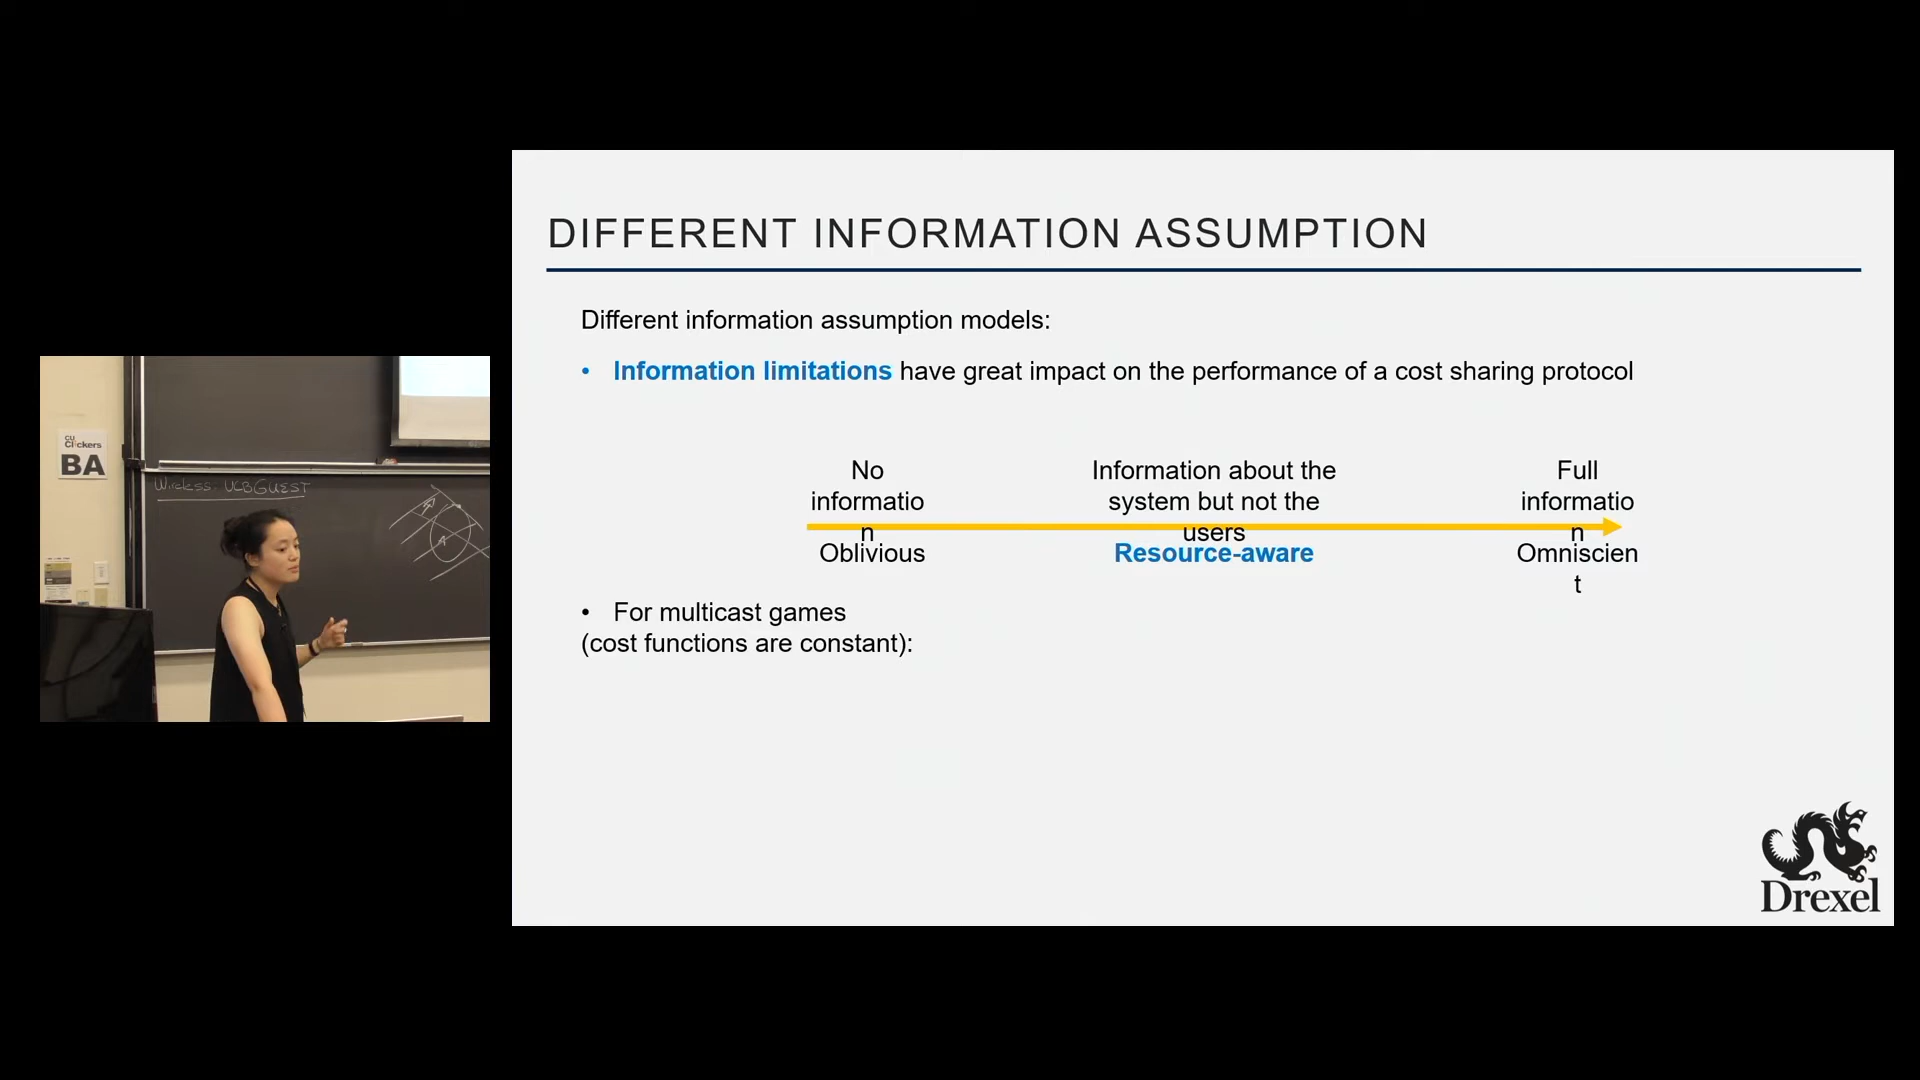 DIFFERENT INFORMATION ASSUMPTION
Different information assumption models:
• Information limitations have great impact on the performance of a cost sharing protocol
No
informatio
n
Oblivious
Information about the
system but not the
users
Resource-aware
Full
informatio
n
Omniscien
t
• For multicast games
(cost functions are constant):
Drexel
CU
Clickers
BA
Wireless: UCBGUEST